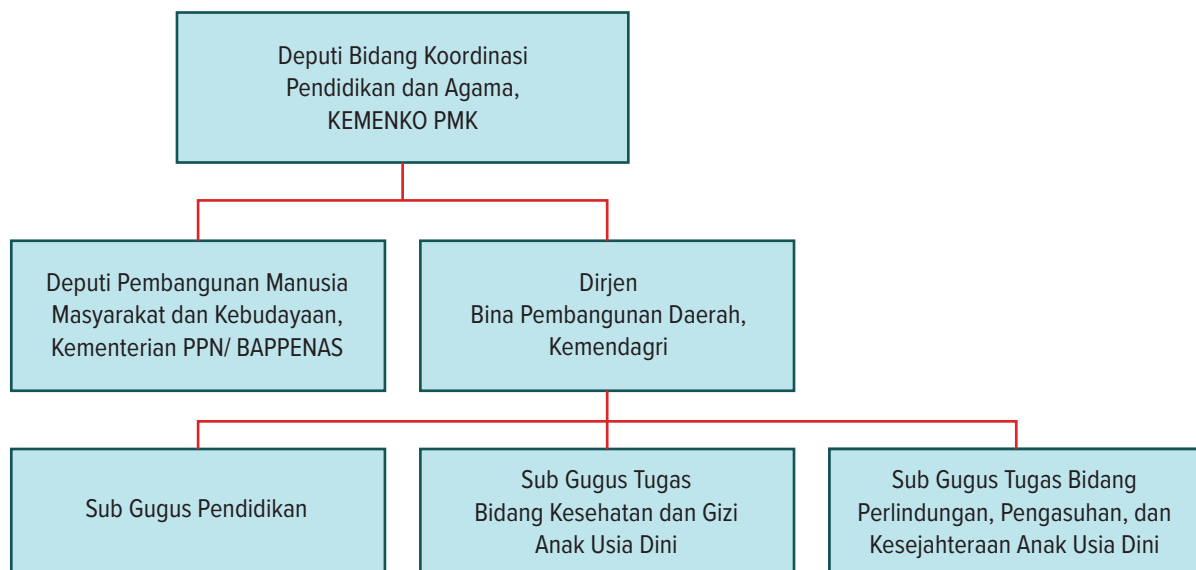 Deputi Bidang Koordinasi
Pendidikan dan Agama,
KEMENKO PMK
Deputi Pembangunan Manusia
Masyarakat dan Kebudayaan,
Kementerian PPN/ BAPPENAS
Dirjen
Bina Pembangunan Daerah,
Kemendagri
Sub Gugus Pendidikan
Sub Gugus Tugas
Bidang Kesehatan dan Gizi
Anak Usia Dini
Sub Gugus Tugas Bidang
Perlindungan, Pengasuhan, dan
Kesejahteraan Anak Usia Dini